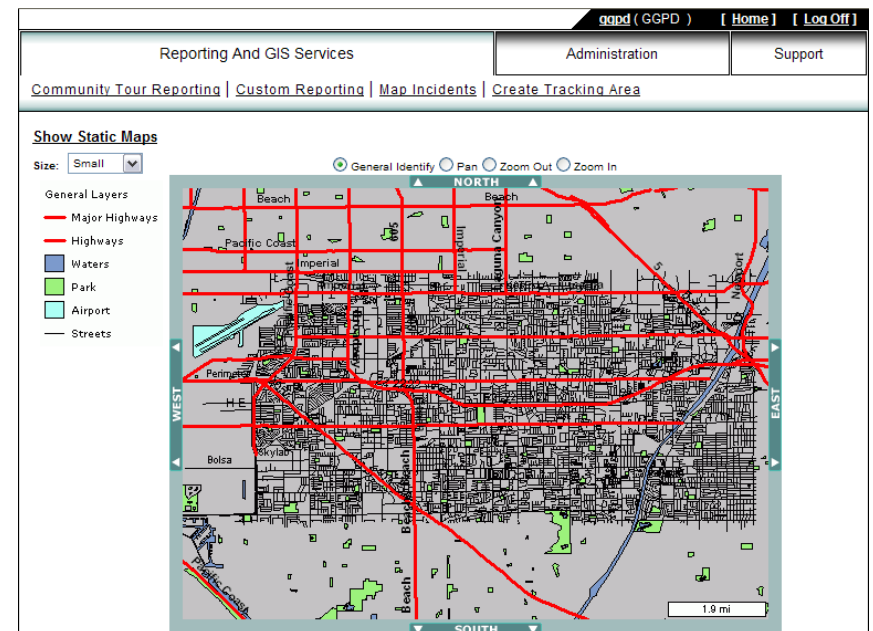 ggpd ( GGPD ) [ Home ] [ Log Off ]
Reporting And GIS Services Administration Support
Community Tour Reporting | Custom Reporting | Map Incidents | Create Tracking Area
Show Static Maps
Size: Small General Identify Pan Zoom Out Zoom In
General Layers
Major Highways
Highways
Waters
Park
Airport
Streets
NORTH
Beach Beach
Pacific Coast 605 Imperial Laguna Canyon
Imperial
5 Newport
Perimeter
WEST EAST
H E
Bolsa Skylab
Beach Beach
Pacific Coast
Beach
1.9 mi
SOUTH